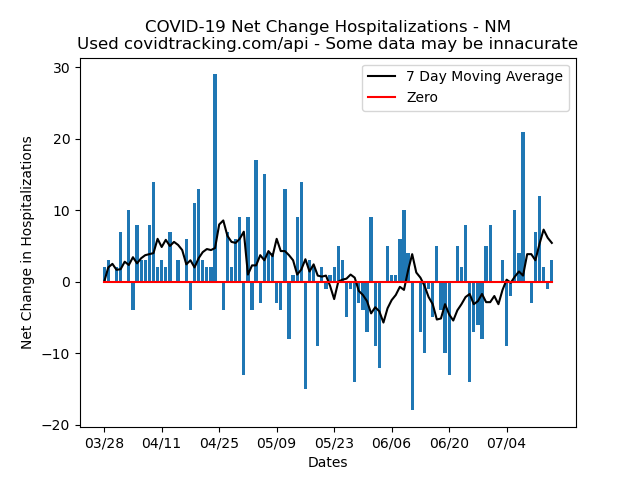 COVID-19 Net Change Hospitalizations - NM
Used covidtracking.com/api - Some data may be innacurate
7 Day Moving Average
Zero
Net Change in Hospitalizations
30
20
10
0
−10
−20
03/28 04/11 04/25 05/09 05/23 06/06 06/20 07/04
Dates